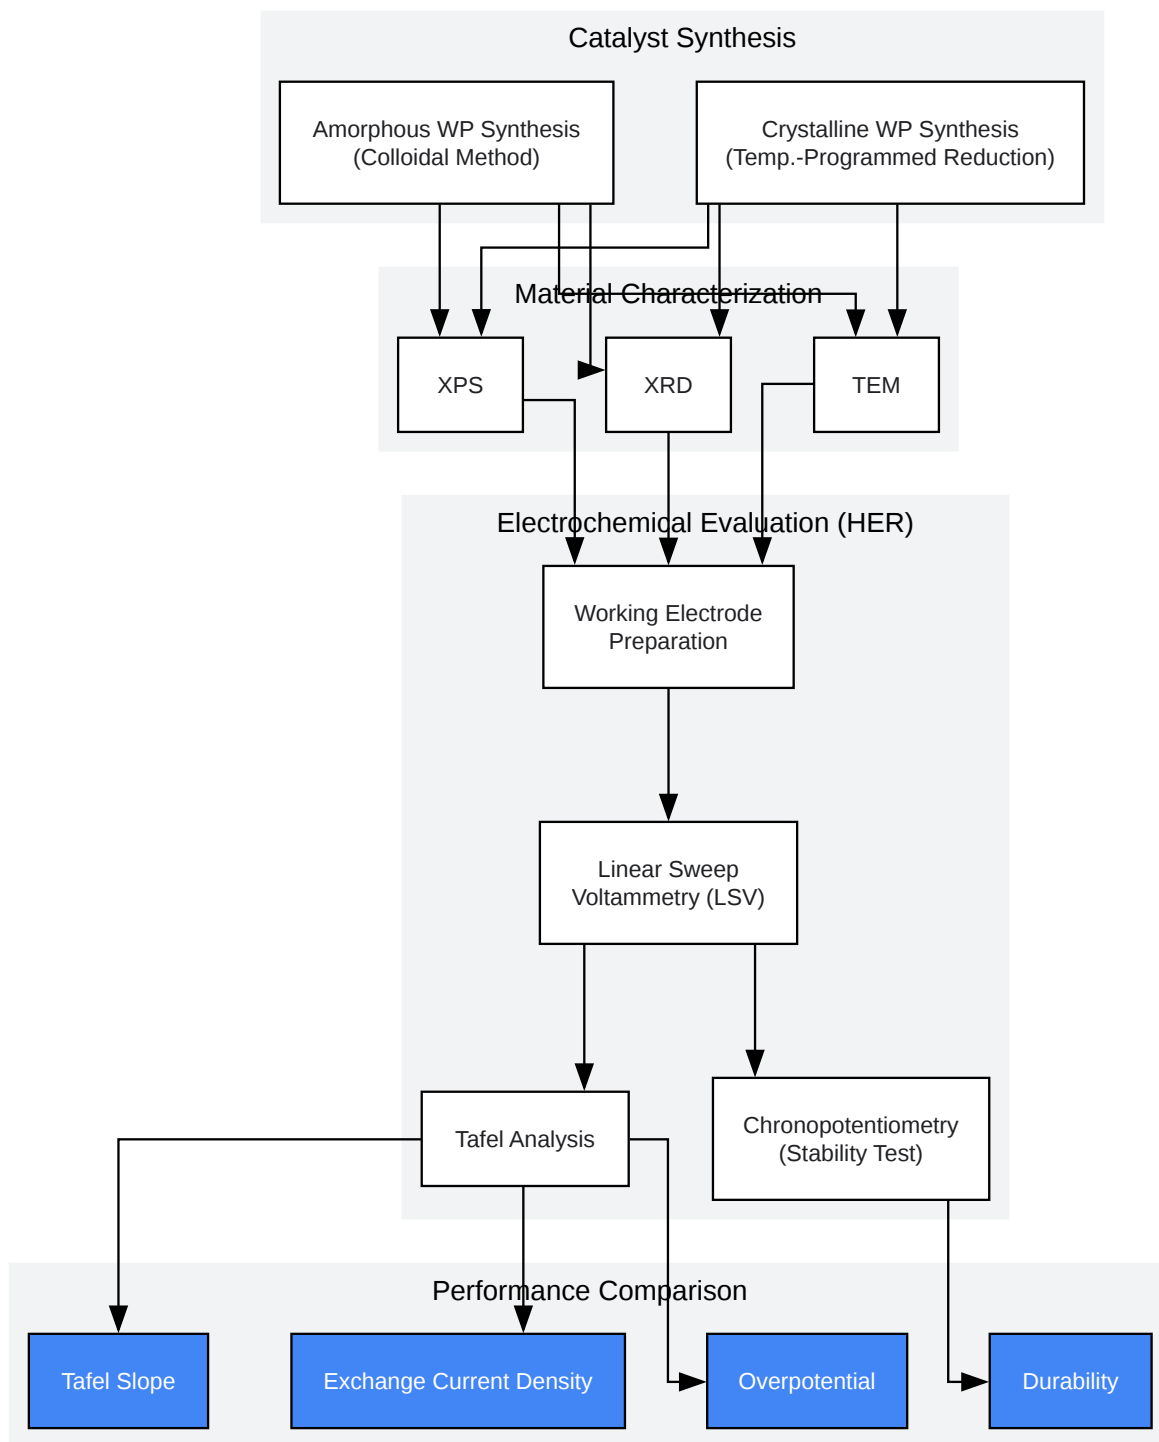 Catalyst Synthesis
Amorphous WP Synthesis
(Colloidal Method)
Crystalline WP Synthesis
(Temp.-Programmed Reduction)
Material Characterization
XPS
XRD
TEM
Electrochemical Evaluation (HER)
Working Electrode
Preparation
Linear Sweep
Voltammetry (LSV)
Tafel Analysis
Chronopotentiometry
(Stability Test)
Performance Comparison
Tafel Slope
Exchange Current Density
Overpotential
Durability